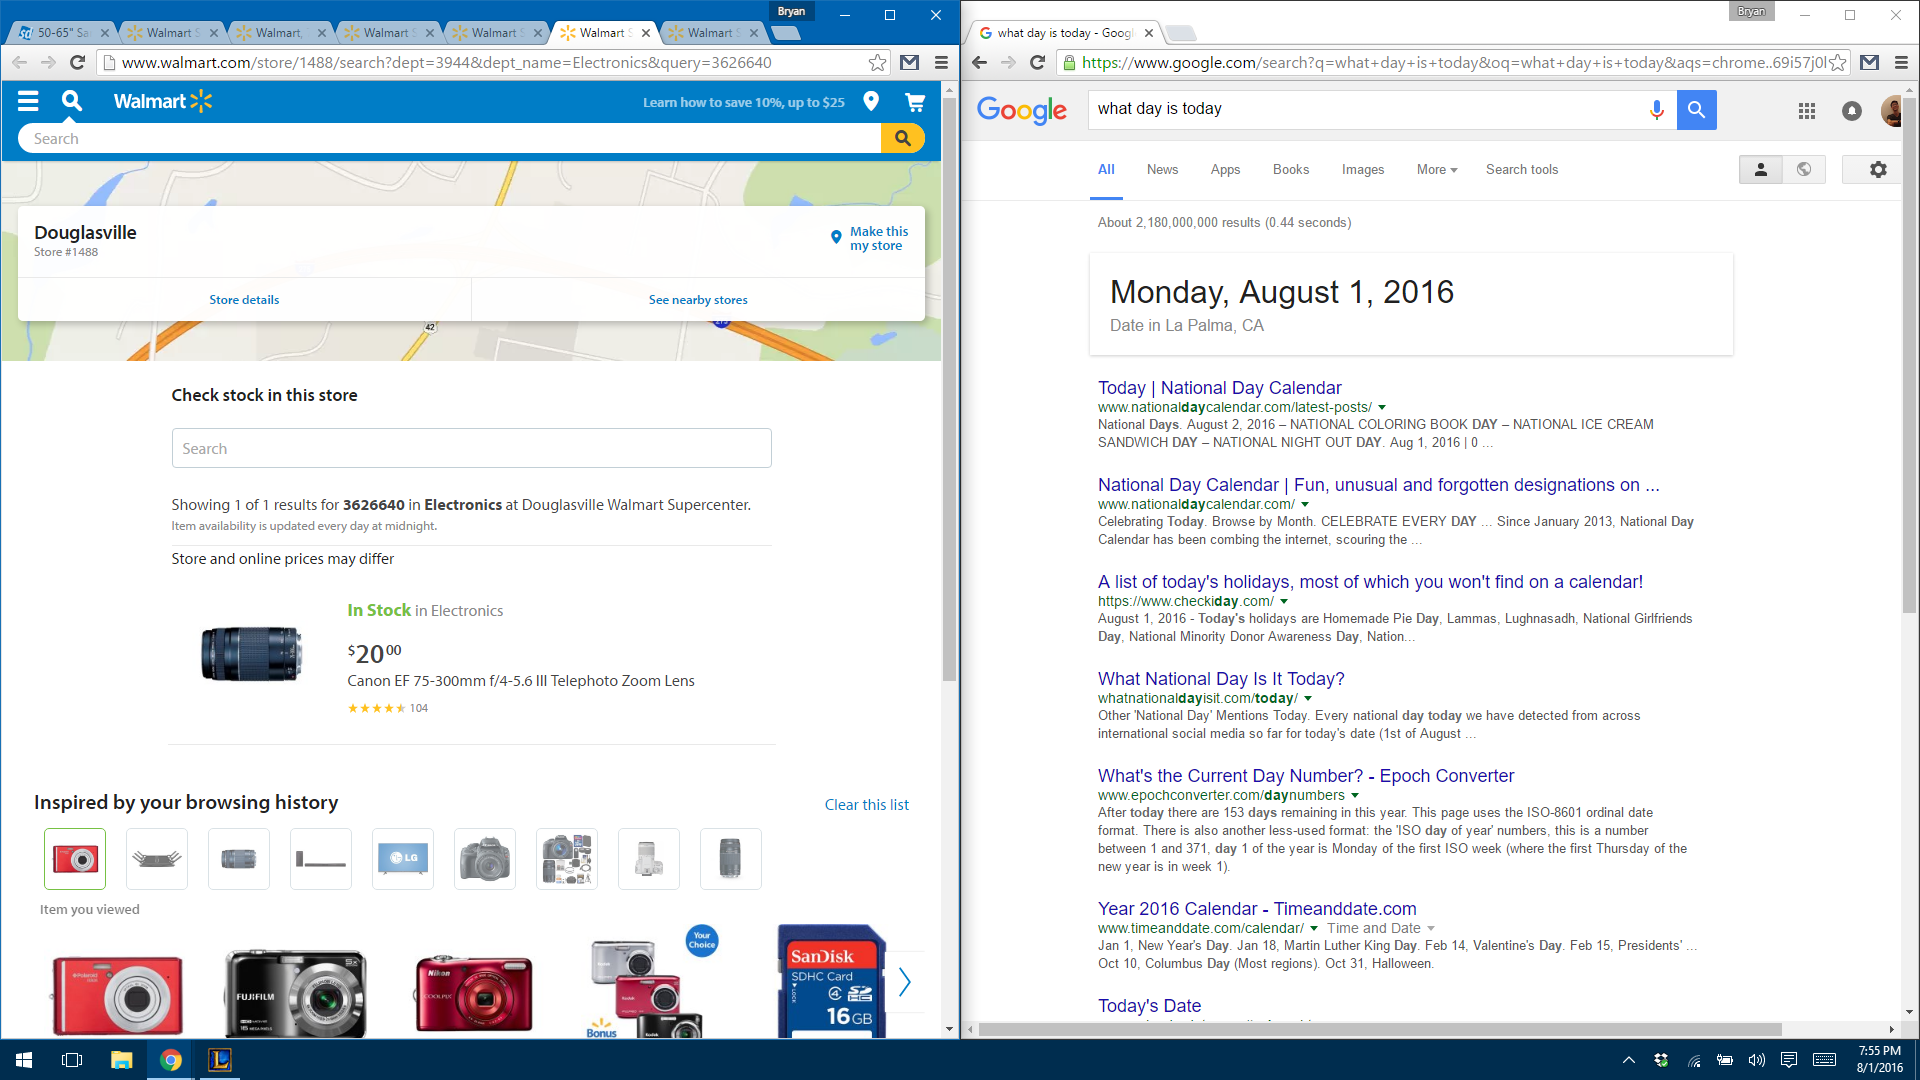 Bryan
50-65" Sa
Walmart S
Walmart,
Walmart S
Walmart S
Walmart S
Walmart S
www.walmart.com/store/1488/search?dept=3944&dept_name=Electronics&query=3626640
Walmart
Learn how to save 10%, up to $25
Search
Douglasville
Store #1488
Make this
my store
Store details
See nearby stores
42
Check stock in this store
Search
Showing 1 of 1 results for 3626640 in Electronics at Douglasville Walmart Supercenter.
Item availability is updated every day at midnight.
Store and online prices may differ
In Stock in Electronics
$20 00
Canon EF 75-300mm f/4-5.6 III Telephoto Zoom Lens
104
Inspired by your browsing history
Clear this list
LG
Item you viewed
Your
Choice
Polaroid
FUJIFILM
5x
16
Nikon
COOLPIX
Kodak
Kodak
Kodak
Bonus
SanDisk
SDHC Card
LOCK
4
16 GB
Bryan
what day is today - Goog
https://www.google.com/search?q=what+day+is+today&oq=what+day+is+today&aqs=chrome..69i57j0l
Google
what day is today
All
News
Apps
Books
Images
More
Search tools
About 2,180,000,000 results (0.44 seconds)
Monday, August 1, 2016
Date in La Palma, CA
Today | National Day Calendar
www.nationaldaycalendar.com/latest-posts/
National Days. August 2, 2016 – NATIONAL COLORING BOOK DAY – NATIONAL ICE CREAM
SANDWICH DAY – NATIONAL NIGHT OUT DAY. Aug 1, 2016 | 0 ...
National Day Calendar | Fun, unusual and forgotten designations on ...
www.nationaldaycalendar.com/
Celebrating Today. Browse by Month. CELEBRATE EVERY DAY ... Since January 2013, National Day
Calendar has been combing the internet, scouring the ...
A list of today's holidays, most of which you won't find on a calendar!
https://www.checkiday.com/
August 1, 2016 - Today's holidays are Homemade Pie Day, Lammas, Lughnasadh, National Girlfriends
Day, National Minority Donor Awareness Day, Nation...
What National Day Is It Today?
whatnationaldayisit.com/today/
Other 'National Day' Mentions Today. Every national day today we have detected from across
international social media so far for today's date (1st of August ...
What's the Current Day Number? - Epoch Converter
www.epochconverter.com/daynumbers
After today there are 153 days remaining in this year. This page uses the ISO-8601 ordinal date
format. There is also another less-used format: the 'ISO day of year' numbers, this is a number
between 1 and 371, day 1 of the year is Monday of the first ISO week (where the first Thursday of the
new year is in week 1).
Year 2016 Calendar - Timeanddate.com
www.timeanddate.com/calendar/ Time and Date
Jan 1, New Year's Day. Jan 18, Martin Luther King Day. Feb 14, Valentine's Day. Feb 15, Presidents' ...
Oct 10, Columbus Day (Most regions). Oct 31, Halloween.
Today's Date
7:55 PM
8/1/2016